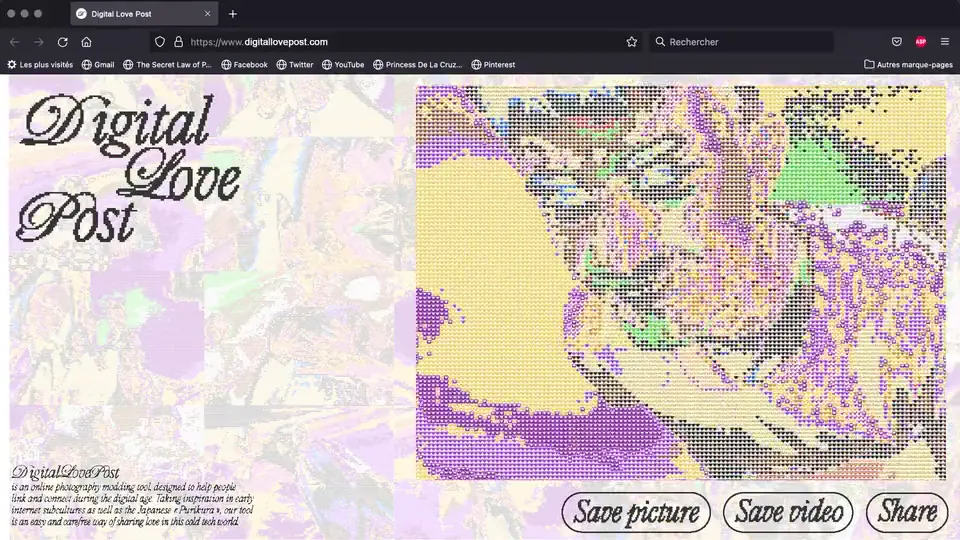 Digital Love Post
https://www.digitallovepost.com
Rechercher
ABP
Les plus visités
Gmail
The Secret Law of P...
Facebook
Twitter
YouTube
Princess De La Cruz...
Pinterest
Autres marque-pages
Digital
Love
Post
DigitalLovePost
is an online photography modding tool, designed to help people
link and connect during the digital age. Taking inspiration in early
internet subcultures as well as the Japanese « Purikura », our tool
is an easy and carefree way of sharing love in this cold tech world.
Save picture
Save video
Share